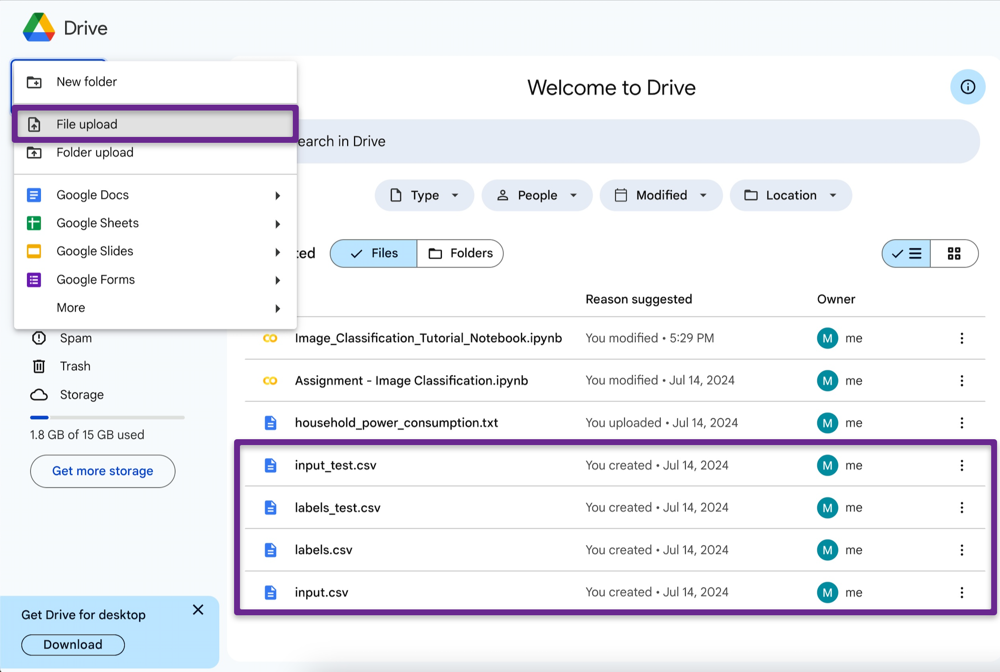 Drive
New folder
File upload
Folder upload
Google Docs
Google Sheets
Google Slides
Google Forms
More
Spam
Trash
Storage
1.8 GB of 15 GB used
Get more storage
Get Drive for desktop
Download
Welcome to Drive
earch in Drive
Type People Modified Location
ted Files Folders
Reason suggested Owner
Image_Classification_Tutorial_Notebook.ipynb You modified • 5:29 PM M me
Assignment - Image Classification.ipynb You modified • Jul 14, 2024 M me
household_power_consumption.txt You uploaded • Jul 14, 2024 M me
input_test.csv You created • Jul 14, 2024 M me
labels_test.csv You created • Jul 14, 2024 M me
labels.csv You created • Jul 14, 2024 M me
input.csv You created • Jul 14, 2024 M me